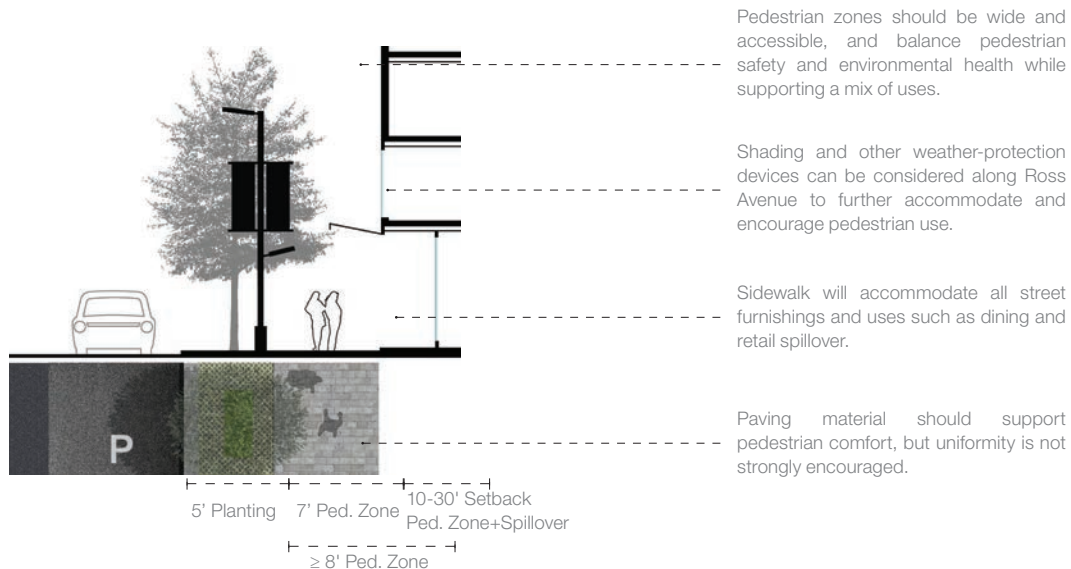 Pedestrian zones should be wide and
accessible, and balance pedestrian
safety and environmental health while
supporting a mix of uses.
Shading and other weather-protection
devices can be considered along Ross
Avenue to further accommodate and
encourage pedestrian use.
Sidewalk will accommodate all street
furnishings and uses such as dining and
retail spillover.
Paving material should support
pedestrian comfort, but uniformity is not
strongly encouraged.
P
5' Planting
7' Ped. Zone
10-30' Setback
Ped. Zone+Spillover
≥ 8' Ped. Zone